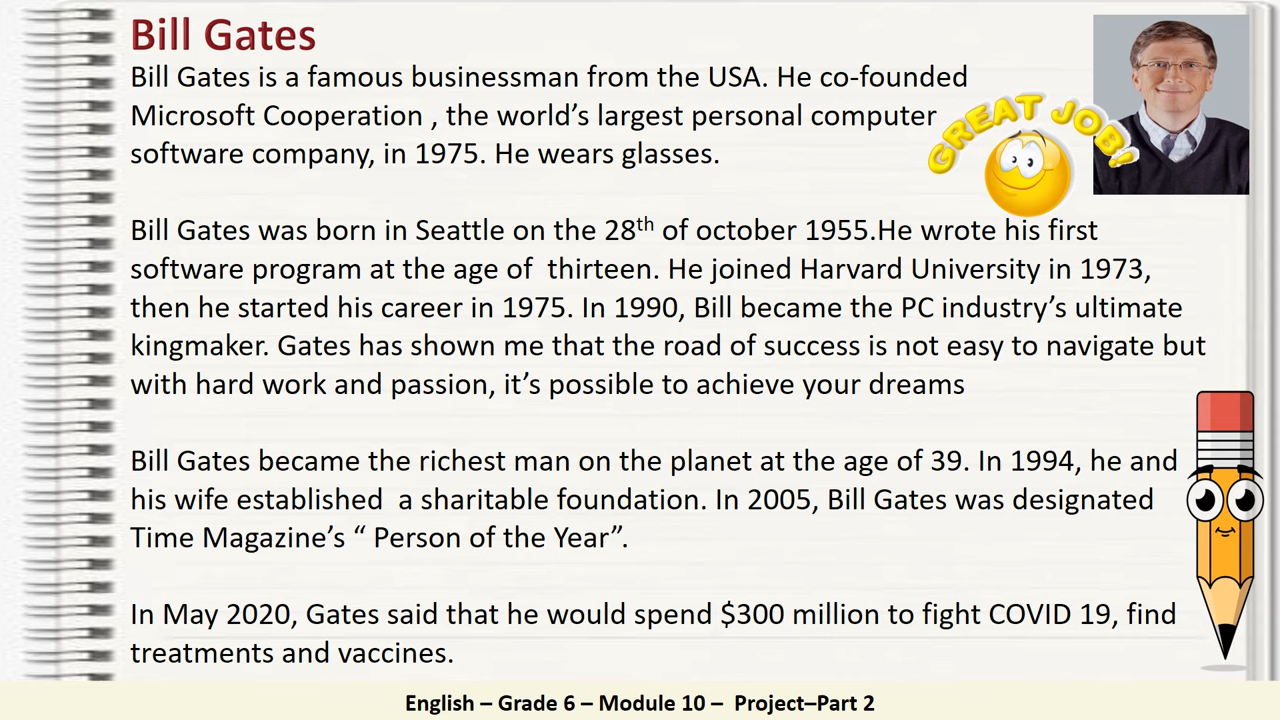 Bill Gates
Bill Gates is a famous businessman from the USA. He co-founded
Microsoft Cooperation , the world’s largest personal computer
software company, in 1975. He wears glasses.
GREAT JOB!
Bill Gates was born in Seattle on the 28th of october 1955.He wrote his first
software program at the age of  thirteen. He joined Harvard University in 1973,
then he started his career in 1975. In 1990, Bill became the PC industry’s ultimate
kingmaker. Gates has shown me that the road of success is not easy to navigate but
with hard work and passion, it’s possible to achieve your dreams
Bill Gates became the richest man on the planet at the age of 39. In 1994, he and
his wife established  a sharitable foundation. In 2005, Bill Gates was designated
Time Magazine’s “ Person of the Year”.
In May 2020, Gates said that he would spend $300 million to fight COVID 19, find
treatments and vaccines.
English – Grade 6 – Module 10 –  Project–Part 2